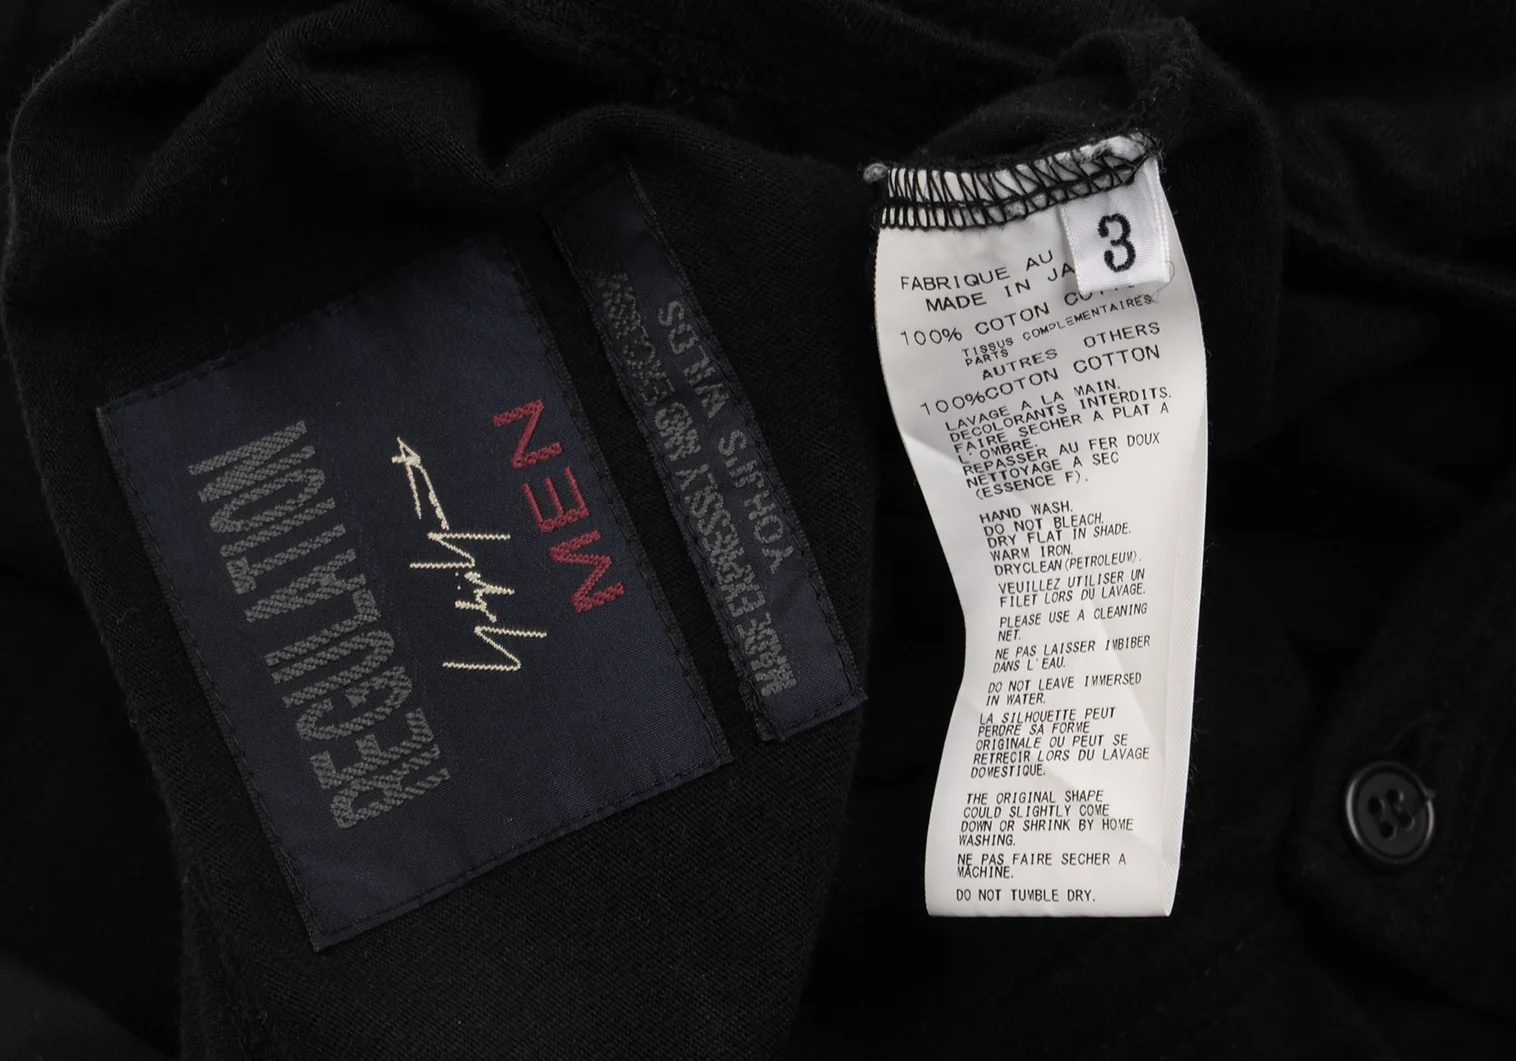 REGULATION
Yohji Yamamoto
MEN
MADE EXPRESSLY AND
YOHJI'S
3
FABRIQUE AU
MADE IN JA
100% COTON COTTO
TISSUS COMPLEMENTAIRES
PARTS
AUTRES OTHERS
100%COTON COTTON
LAVAGE A LA MAIN.
DECOLORANTS INTERDITS.
FAIRE SECHER A PLAT A
L'OMBRE.
REPASSER AU FER DOUX
NETTOYAGE A SEC
(ESSENCE F).
HAND WASH.
DO NOT BLEACH.
DRY FLAT IN SHADE.
WARM IRON.
DRYCLEAN(PETROLEUM).
VEUILLEZ UTILISER UN
FILET LORS DU LAVAGE.
PLEASE USE A CLEANING
NET.
NE PAS LAISSER IMBIBER
DANS L'EAU.
DO NOT LEAVE IMMERSED
IN WATER.
LA SILHOUETTE PEUT
PERDRE SA FORME
ORIGINALE OU PEUT SE
RETRECIR LORS DU LAVAGE
DOMESTIQUE.
THE ORIGINAL SHAPE
COULD SLIGHTLY COME
DOWN OR SHRINK BY HOME
WASHING.
NE PAS FAIRE SECHER A
MACHINE.
DO NOT TUMBLE DRY.